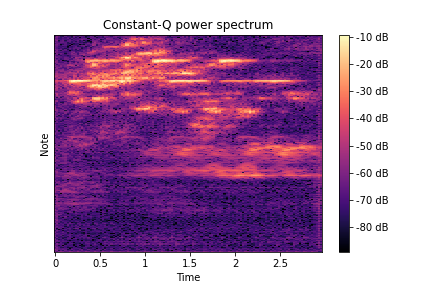 Constant-Q power spectrum
-10 dB
-20 dB
-30 dB
-40 dB
-50 dB
-60 dB
-70 dB
-80 dB
Note
0 0.5 1 1.5 2 2.5
Time